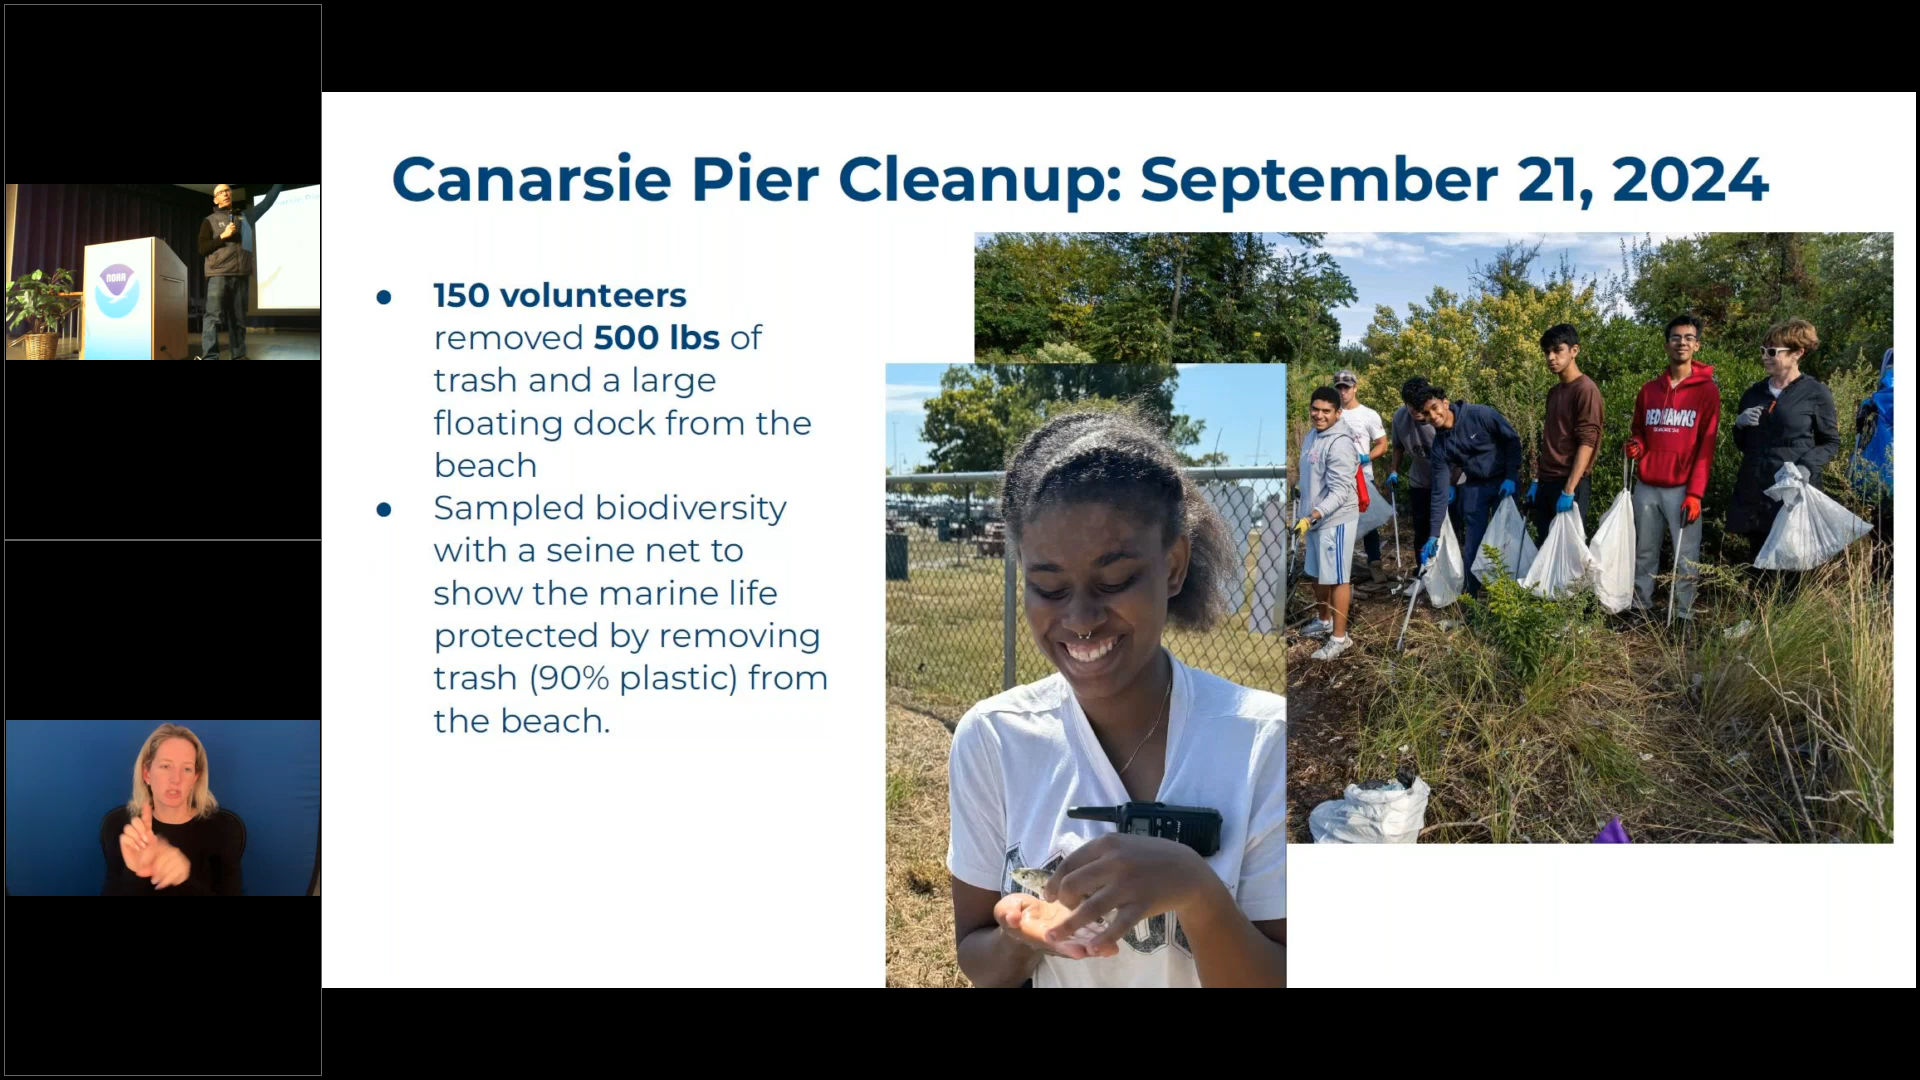 Canarsie Pier Cleanup: September 21, 2024
● 150 volunteers
removed 500 lbs of
trash and a large
floating dock from the
beach
● Sampled biodiversity
with a seine net to
show the marine life
protected by removing
trash (90% plastic) from
the beach.
NOAA
REDHAWKS